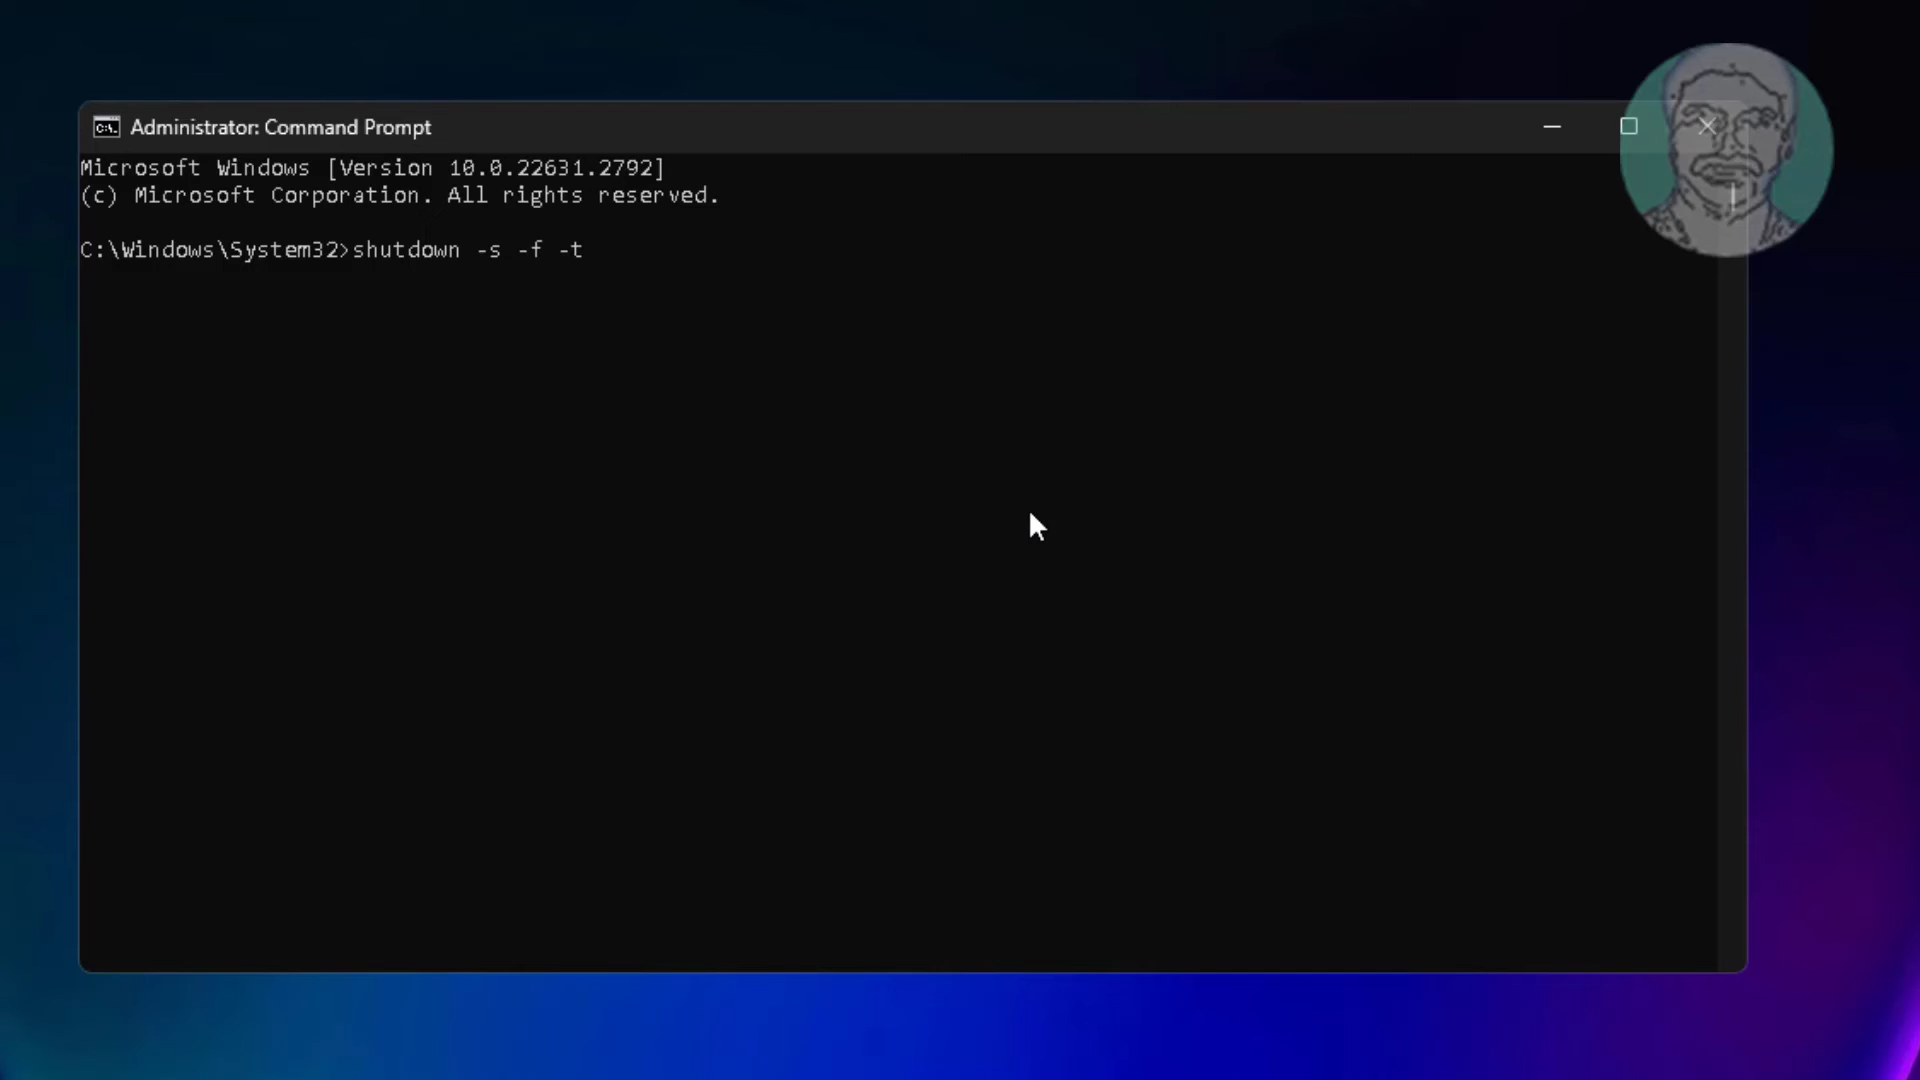 Administrator: Command Prompt
Microsoft Windows [Version 10.0.22631.2792]
(c) Microsoft Corporation. All rights reserved.
C:\Windows\System32>shutdown -s -f -t